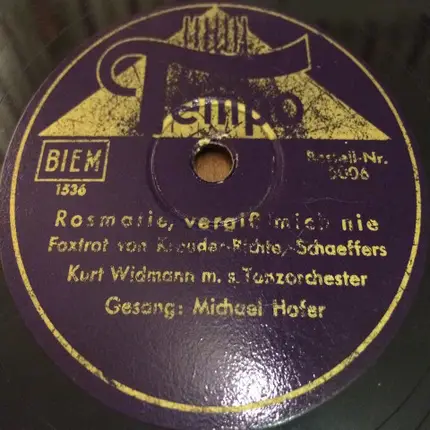 Tempo
BIEM
1536
Bestell-Nr.
Rosmarie, vergiß mich nie
Foxtrot von Kreuder-Richter-Schaeffers
Kurt Widmann m. s. Tanzorchester
Gesang: Michael Hofer